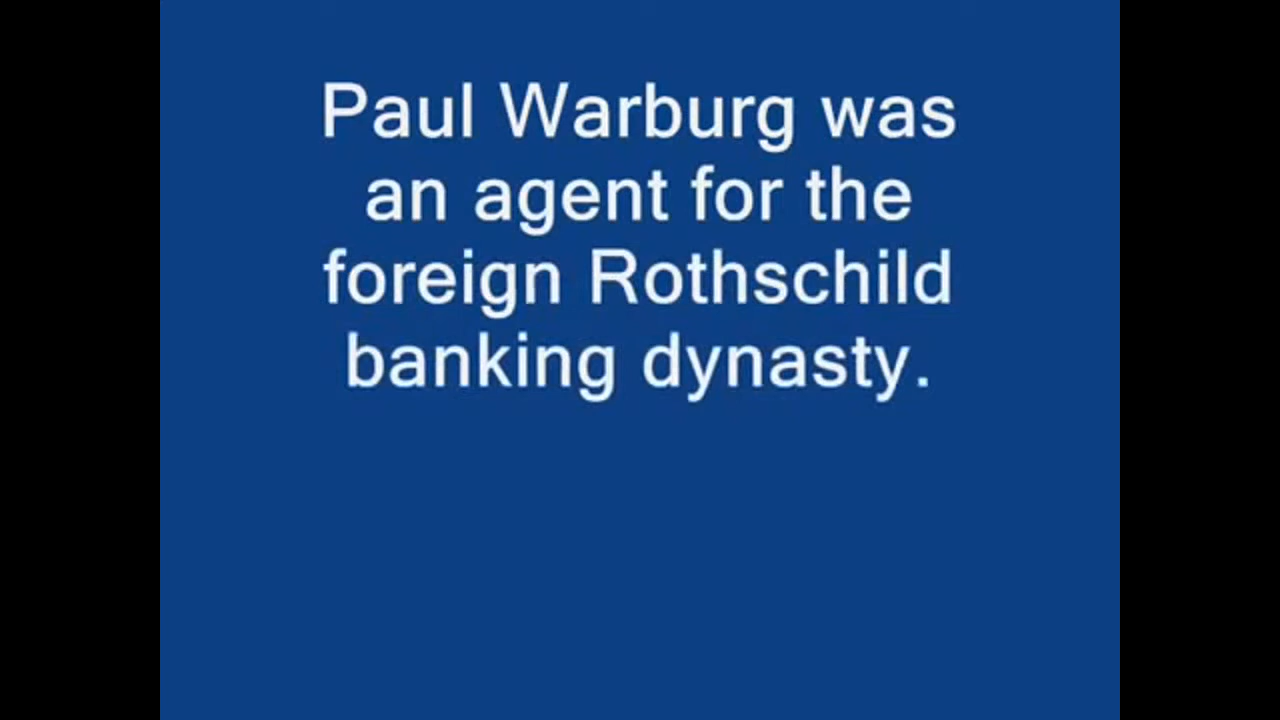 Paul Warburg was
an agent for the
foreign Rothschild
banking dynasty.